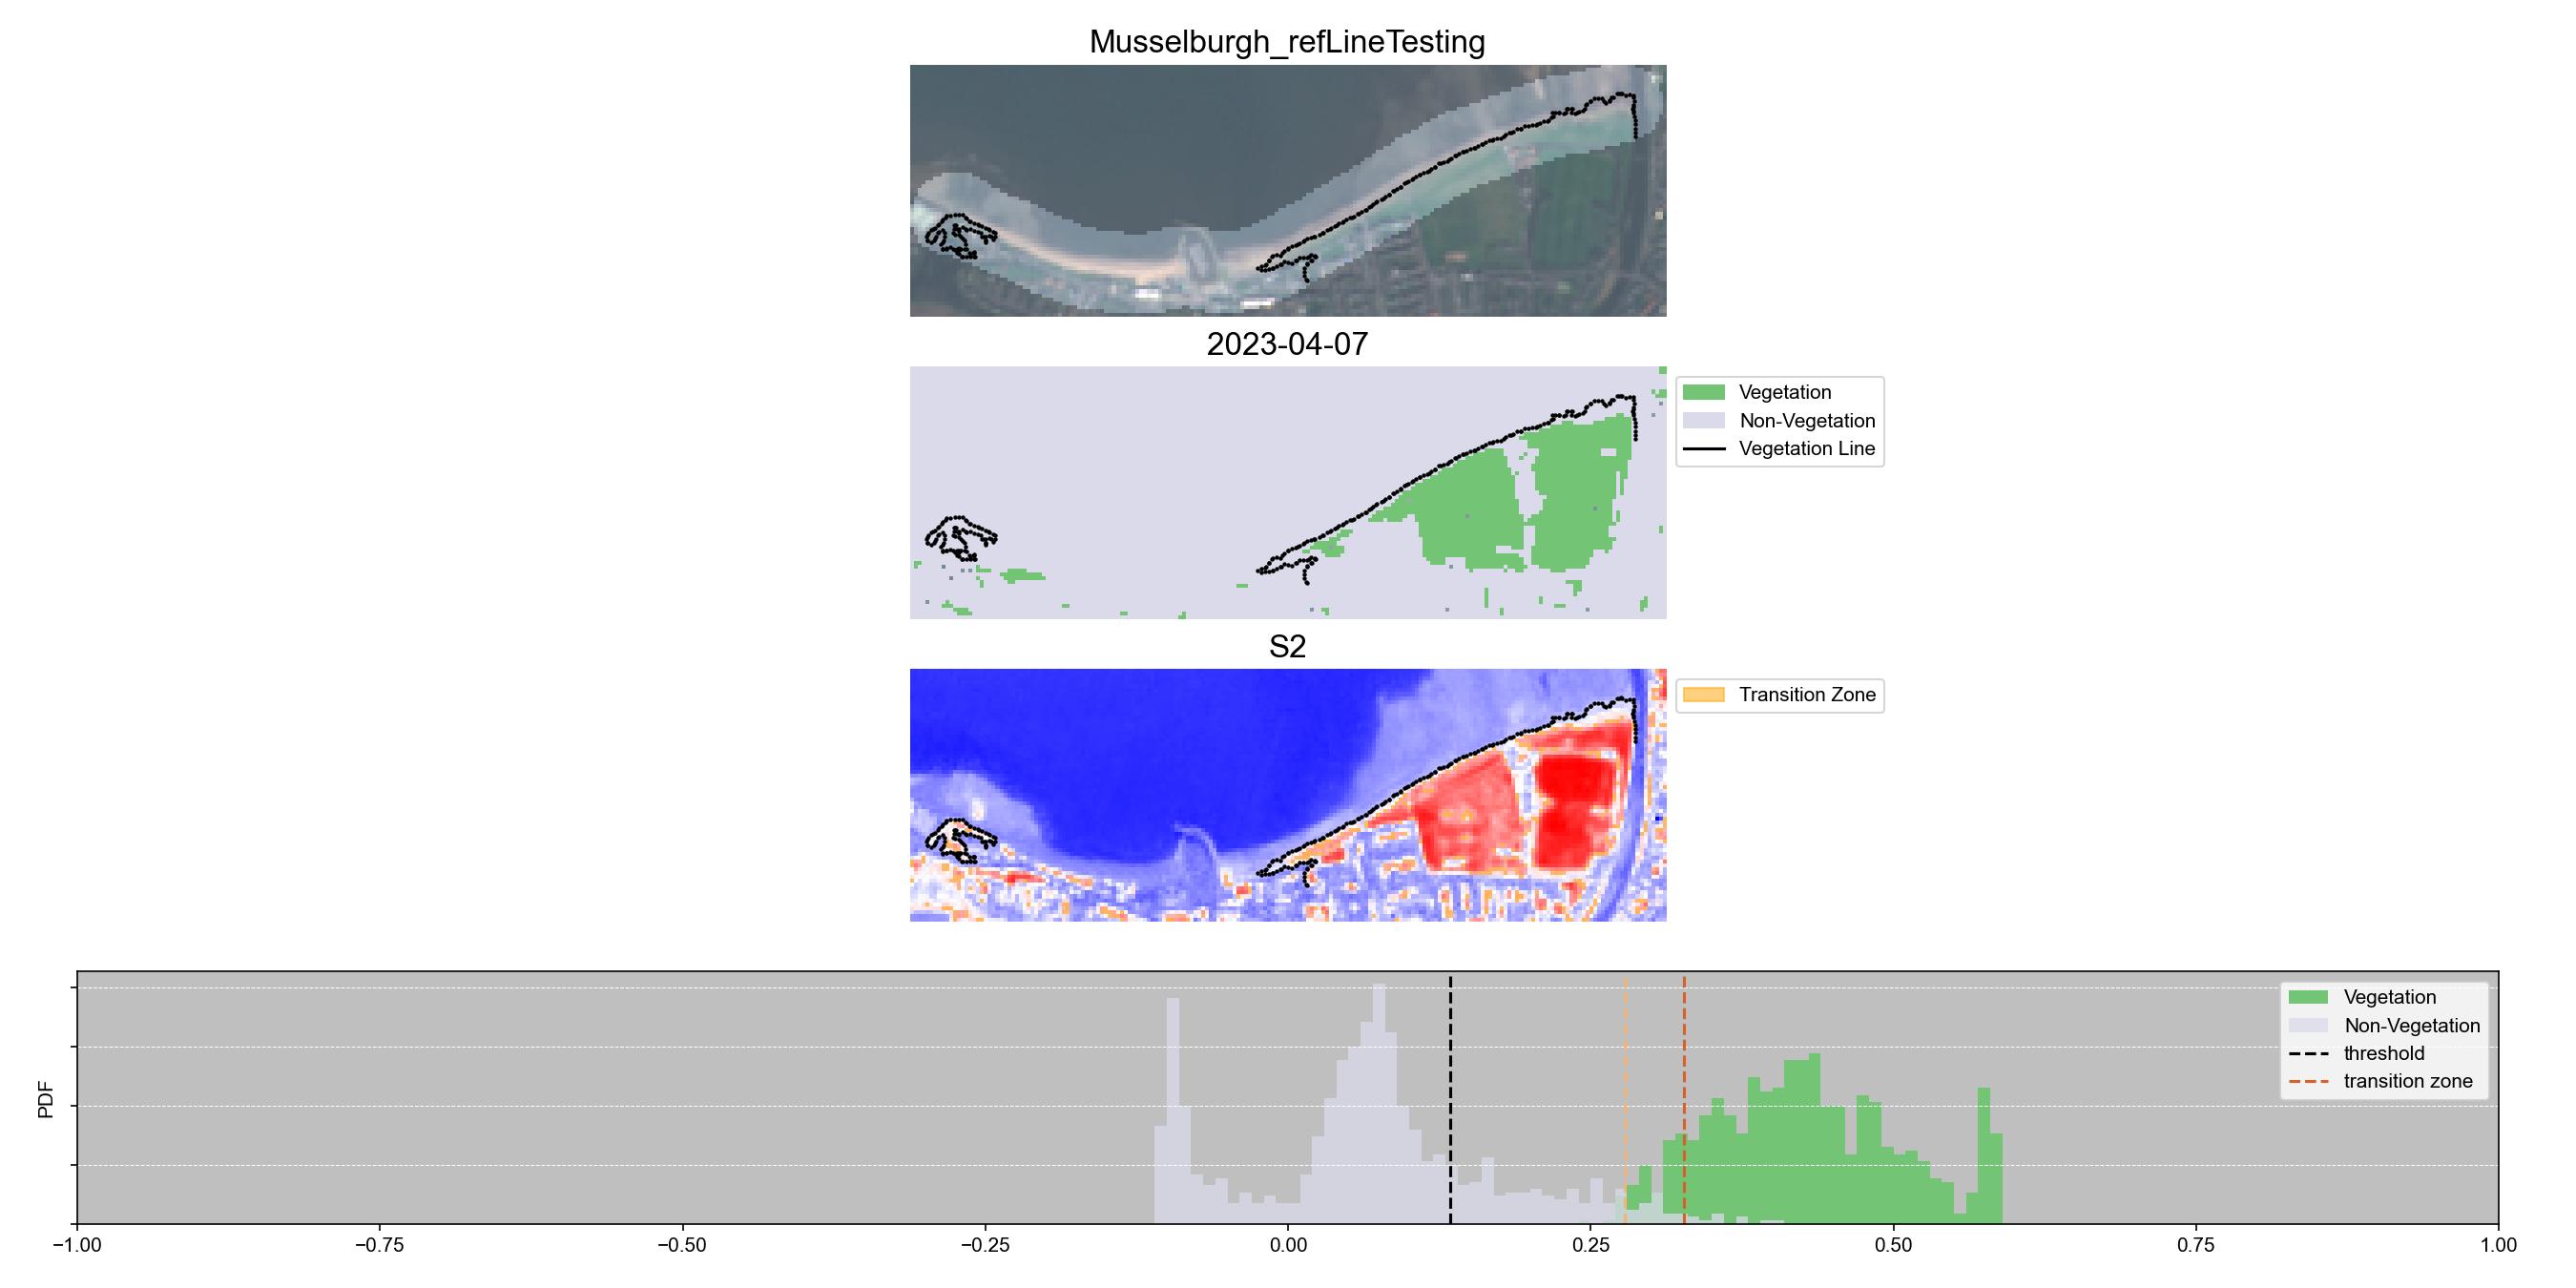 Musselburgh_refLineTesting
2023-04-07
Vegetation
Non-Vegetation
Vegetation Line
S2
Transition Zone
PDF
Vegetation
Non-Vegetation
threshold
transition zone
−1.00 −0.75 −0.50 −0.25 0.00 0.25 0.50 0.75 1.00